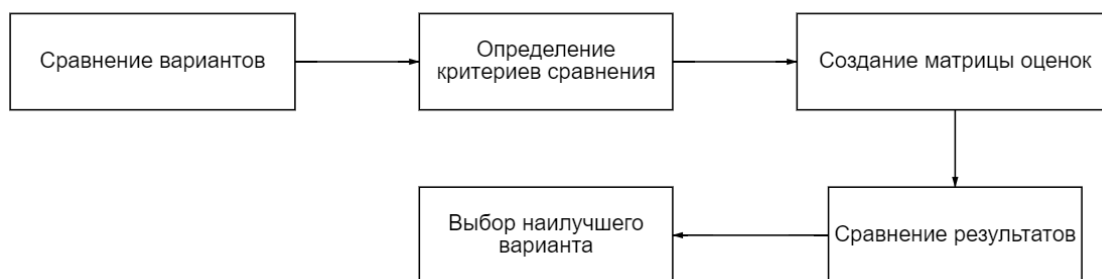 Сравнение вариантов
Определение
критериев сравнения
Создание матрицы оценок
Сравнение результатов
Выбор наилучшего
варианта